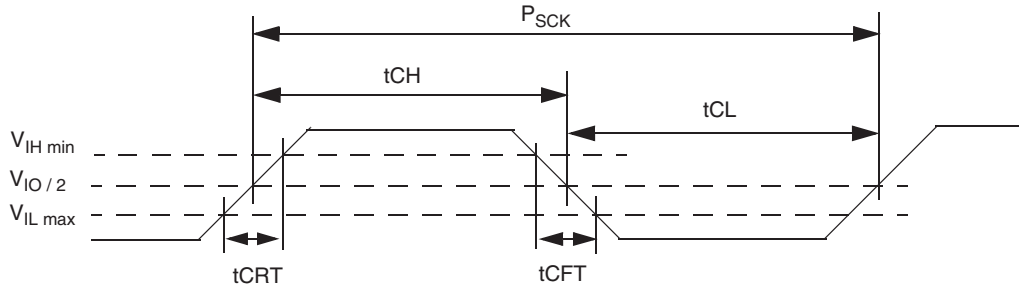 PSCK
tCH
tCL
VIH min
VIO / 2
VIL max
tCRT
tCFT